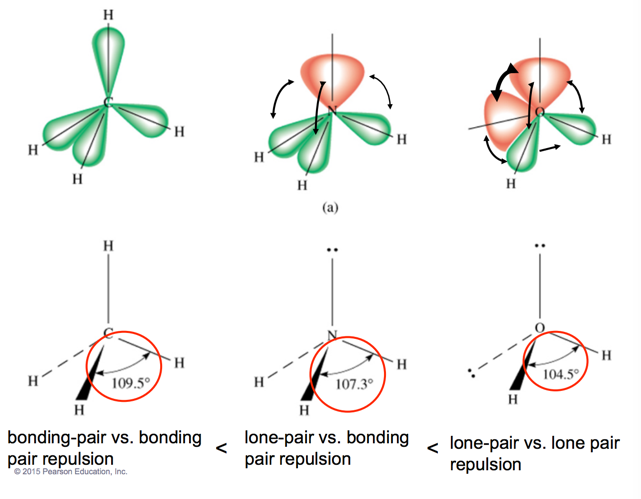 H
C
H
H
H
N
H
H
H
O
H
H
(a)
H
C
H
H
H
109.5°
..
N
H
H
H
107.3°
..
O
..
H
H
104.5°
bonding-pair vs. bonding
pair repulsion
<
lone-pair vs. bonding
pair repulsion
<
lone-pair vs. lone pair
repulsion
© 2015 Pearson Education, Inc.